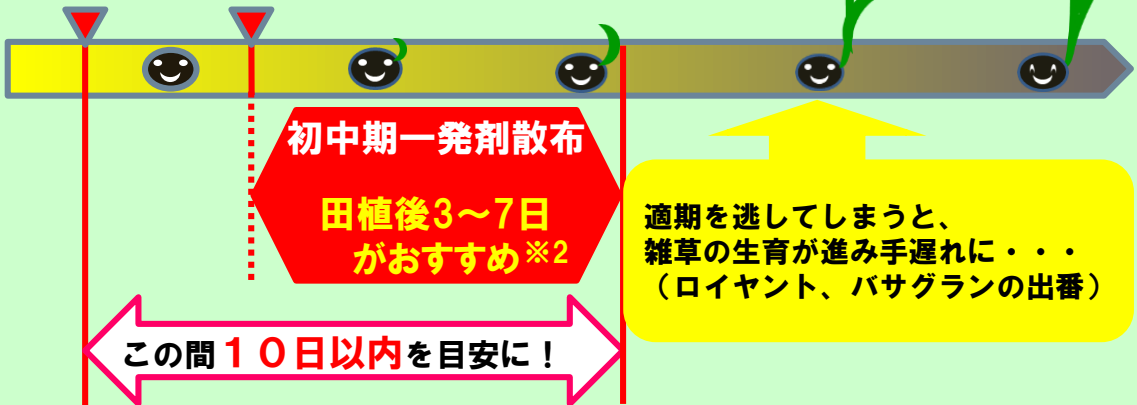 初中期一発剤散布
田植後3～7日
がおすすめ※2
適期を逃してしまうと、
雑草の生育が進み手遅れに・・・
（ロイヤント、バサグランの出番）
この間１０日以内を目安に！